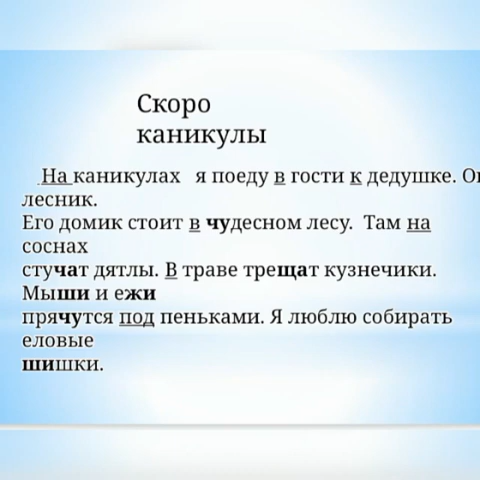 Скоро
каникулы
На каникулах я поеду в гости к дедушке. Он
лесник.
Его домик стоит в чудесном лесу. Там на
соснах
стучат дятлы. В траве трещат кузнечики.
Мыши и ежи
прячутся под пеньками. Я люблю собирать
еловые
шишки.